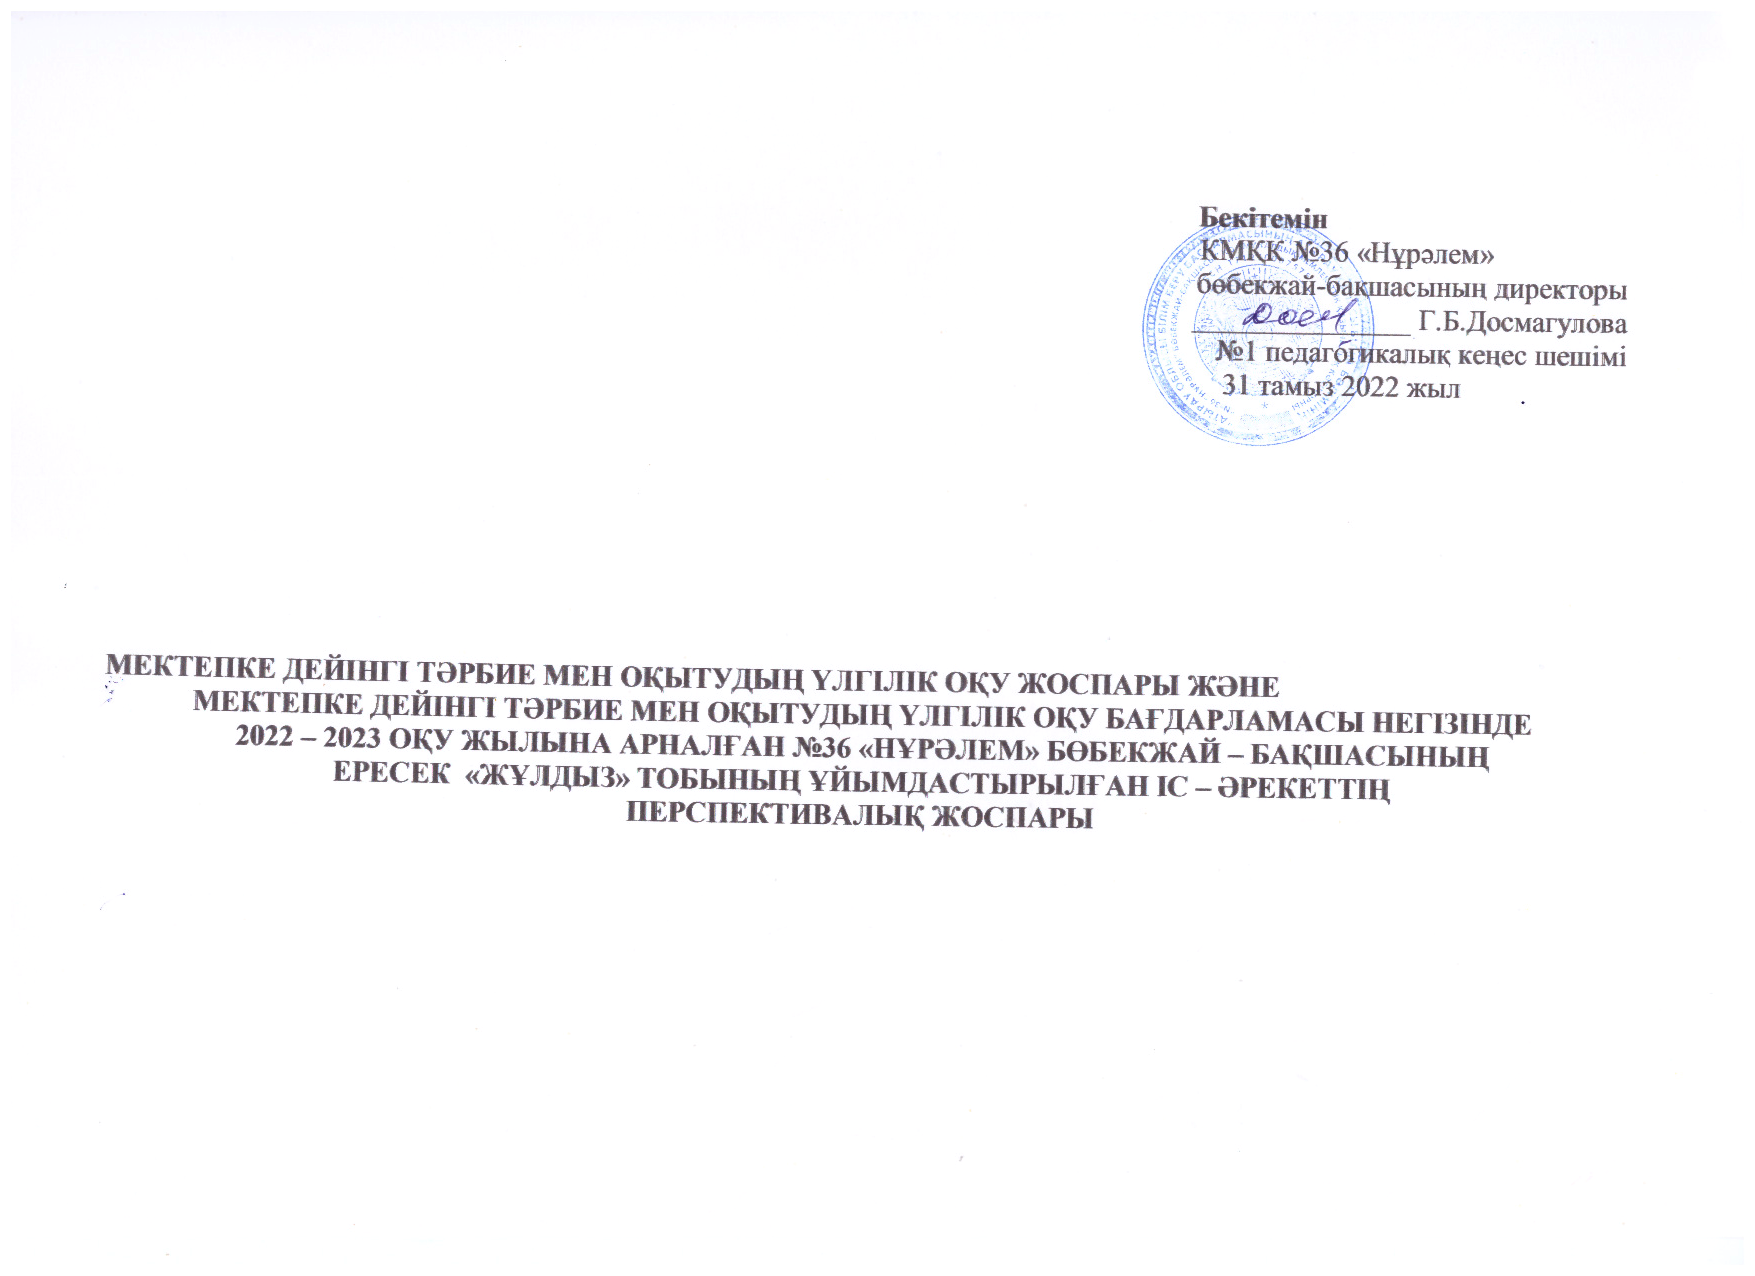 Бекітемін
КМҚК №36 «Нұрәлем»
бөбекжай-бақшасының директоры
________________ Г.Б.Досмагулова
№1 педагогикалық кеңес шешімі
31 тамыз 2022 жыл
МЕКТЕПКЕ ДЕЙІНГІ ТӘРБИЕ МЕН ОҚЫТУДЫҢ ҮЛГІЛІК ОҚУ ЖОСПАРЫ ЖӘНЕ
МЕКТЕПКЕ ДЕЙІНГІ ТӘРБИЕ МЕН ОҚЫТУДЫҢ ҮЛГІЛІК ОҚУ БАҒДАРЛАМАСЫ НЕГІЗІНДЕ
2022 – 2023 ОҚУ ЖЫЛЫНА АРНАЛҒАН №36 «НҰРӘЛЕМ» БӨБЕКЖАЙ – БАҚШАСЫНЫҢ
ЕРЕСЕК «ЖҰЛДЫЗ» ТОБЫНЫҢ ҰЙЫМДАСТЫРЫЛҒАН ІС – ӘРЕКЕТТІҢ
ПЕРСПЕКТИВАЛЫҚ ЖОСПАРЫ